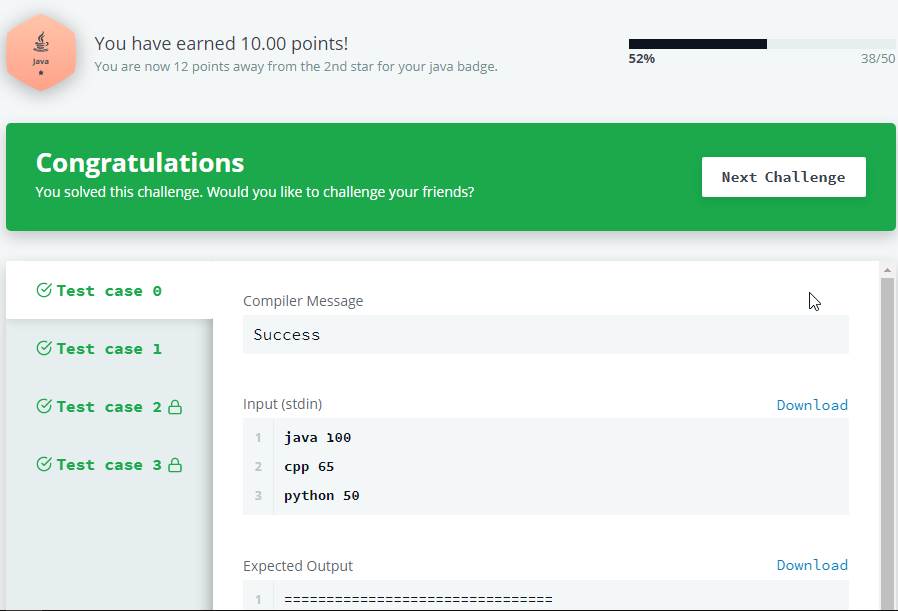 You have earned 10.00 points!
Java
You are now 12 points away from the 2nd star for your java badge.
52%
38/50
Congratulations
You solved this challenge. Would you like to challenge your friends?
Next Challenge
Test case 0
Test case 1
Test case 2
Test case 3
Compiler Message
Success
Input (stdin)
Download
1 java 100
2 cpp 65
3 python 50
Expected Output
Download
1 ================================